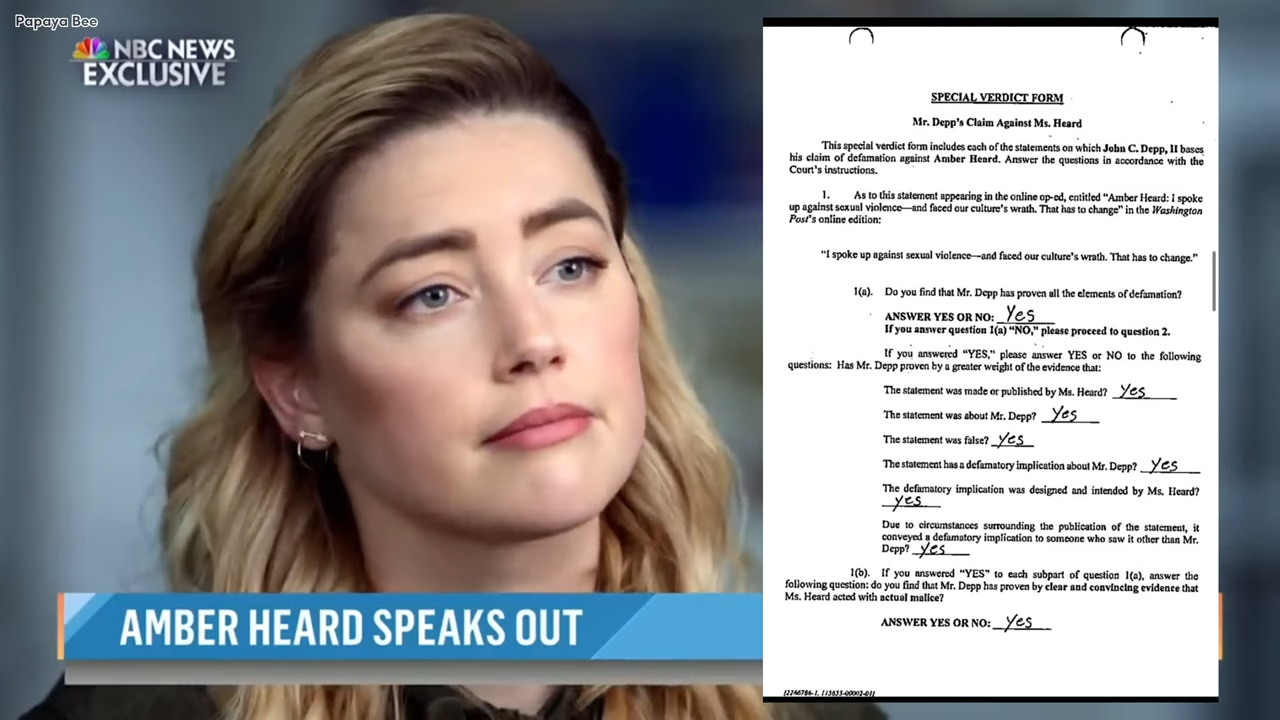 Papaya Bee
NBC NEWS
EXCLUSIVE
AMBER HEARD SPEAKS OUT
SPECIAL VERDICT FORM
Mr. Depp's Claim Against Ms. Heard
This special verdict form includes each of the statements on which John C. Depp, II bases
his claim of defamation against Amber Heard. Answer the questions in accordance with the
Court's instructions.
1. As to this statement appearing in the online op-ed, entitled "Amber Heard: I spoke
up against sexual violence—and faced our culture's wrath. That has to change" in the Washington
Post's online edition:
"I spoke up against sexual violence—and faced our culture's wrath. That has to change."
1(a). Do you find that Mr. Depp has proven all the elements of defamation?
ANSWER YES OR NO: Yes
If you answer question 1(a) "NO," please proceed to question 2.
If you answered "YES," please answer YES or NO to the following
questions: Has Mr. Depp proven by a greater weight of the evidence that:
The statement was made or published by Ms. Heard? Yes
The statement was about Mr. Depp? Yes
The statement was false? Yes
The statement has a defamatory implication about Mr. Depp? Yes
The defamatory implication was designed and intended by Ms. Heard?
Yes
Due to circumstances surrounding the publication of the statement, it
conveyed a defamatory implication to someone who saw it other than Mr.
Depp? Yes
1(b). If you answered "YES" to each subpart of question 1(a), answer the
following question: do you find that Mr. Depp has proven by clear and convincing evidence that
Ms. Heard acted with actual malice?
ANSWER YES OR NO: Yes